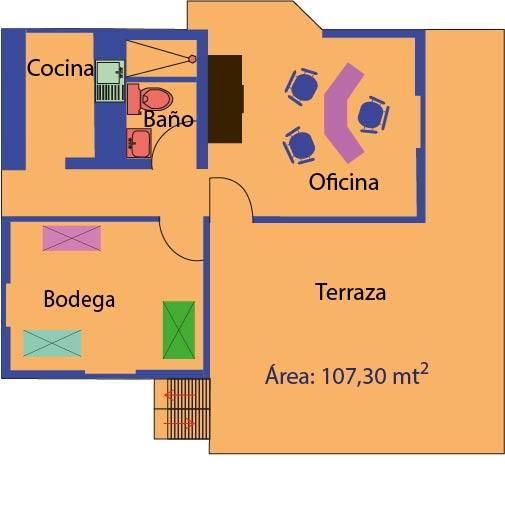 Cocina
Baño
Oficina
Bodega
Terraza
Área: 107,30 mt²